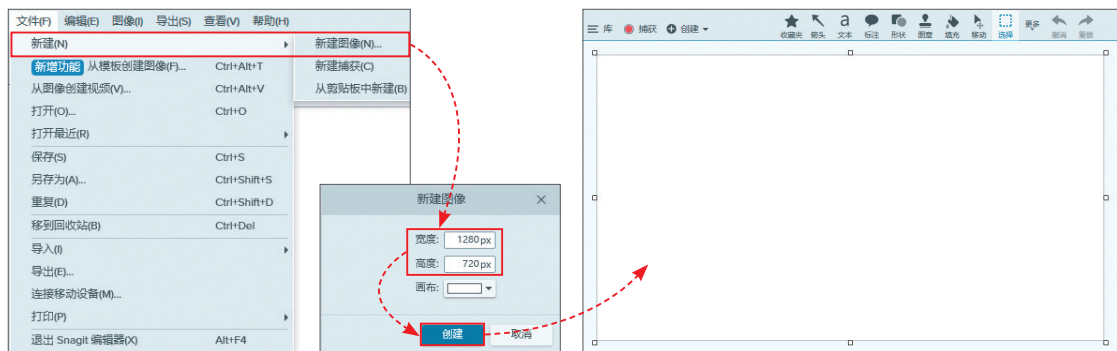 文件(F) 编辑(E) 图像(I) 导出(S) 查看(V) 帮助(H)
新建(N)
新增功能 从模板创建图像(F)... Ctrl+Alt+T
从图像创建视频(V)... Ctrl+Alt+V
打开(O)... Ctrl+O
打开最近(R)
保存(S) Ctrl+S
另存为(A)... Ctrl+Shift+S
重复(D) Ctrl+Shift+D
移到回收站(B) Ctrl+Del
导入(I)
导出(E)...
连接移动设备(M)...
打印(P)
退出 Snagit 编辑器(X) Alt+F4
新建图像(N)...
新建捕获(C)
从剪贴板中新建(B)
新建图像
宽度: 1280 px
高度: 720 px
画布:
创建 取消
库 捕获 创建
收藏夹 箭头 文本 标注 形状 图章 填充 移动 选择 更多 撤消 重做